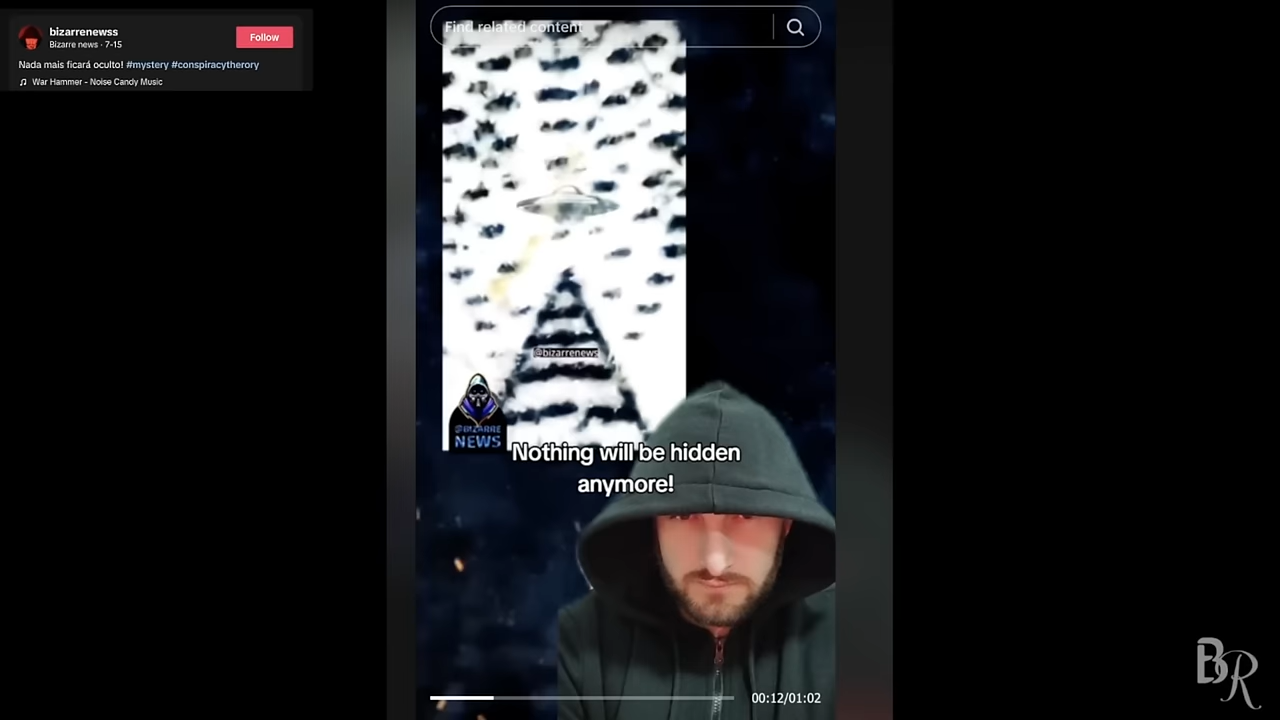 bizarrenewss
Bizarre news · 7-15
Follow
Nada mais ficará oculto! #mystery #conspiracytherory
War Hammer - Noise Candy Music
Find related content
@bizarrenews
@BIZARRE
NEWS
Nothing will be hidden
anymore!
00:12/01:02
BR